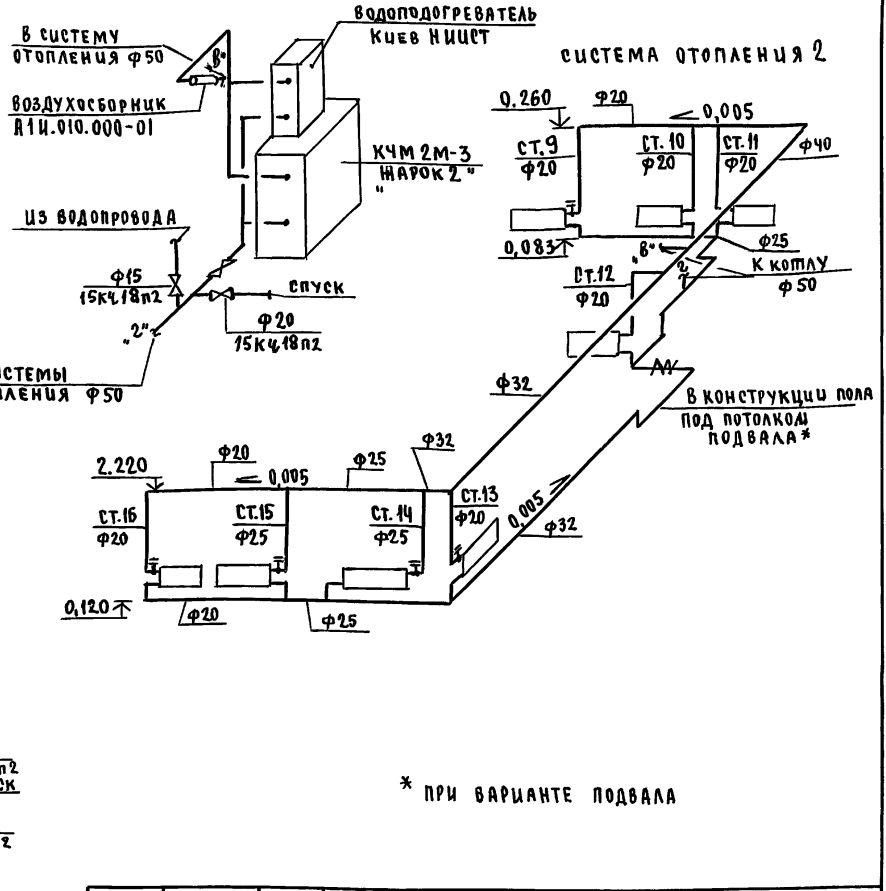 В СИСТЕМУ
ОТОПЛЕНИЯ Ф50
"В"
ВОЗДУХОСБОРНИК
А1И.010.000-01
ВОДОПОДОГРЕВАТЕЛЬ
КИЕВ НИИСТ
КЧМ 2М-3
"ЖАРОК 2"
ИЗ ВОДОПРОВОДА
Ф15
15КЧ18П2
СПУСК
Ф20
15КЧ18П2
"2"
СТЕМЫ
ЛЕНИЯ Ф50
СИСТЕМА ОТОПЛЕНИЯ 2
0.260
Ф20
0,005
СТ.9
Ф20
СТ.10
Ф20
СТ.11
Ф20
Ф40
0,083
"В"
Ф25
2
К КОТЛУ
Ф50
СТ.12
Ф20
Ф32
В КОНСТРУКЦИИ ПОЛА
ПОД ПОТОЛКОМ
ПОДВАЛА*
2.220
Ф20
0,005
Ф25
Ф32
СТ.16
Ф20
СТ.15
Ф25
СТ.14
Ф25
СТ.13
Ф20
0,005
Ф32
0,120
Ф20
Ф25
П2
СК
2
* ПРИ ВАРИАНТЕ ПОДВАЛА